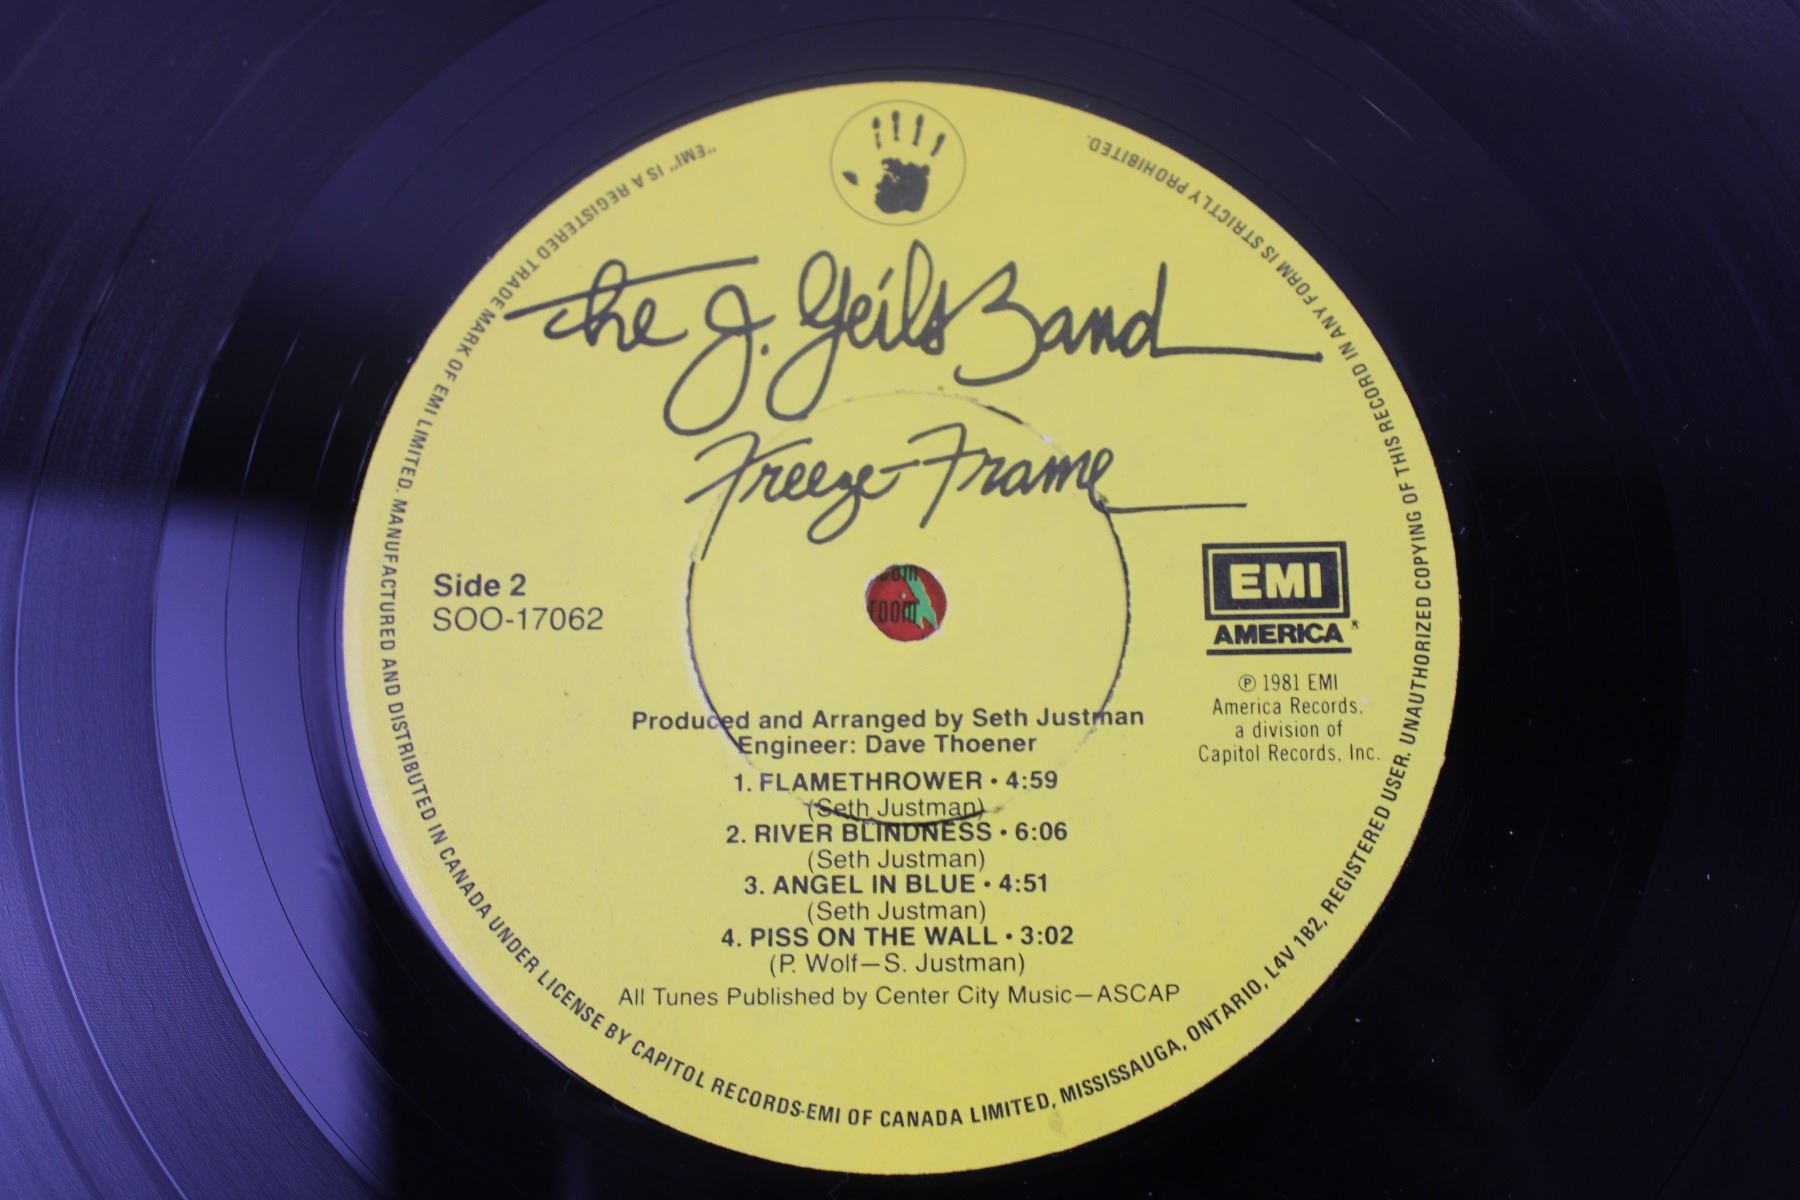 The J. Geils Band
Freeze-Frame
Side 2
SOO-17062
EMI
AMERICA®
℗ 1981 EMI
America Records,
a division of
Capitol Records, Inc.
Produced and Arranged by Seth Justman
Engineer: Dave Thoener
1. FLAMETHROWER • 4:59
(Seth Justman)
2. RIVER BLINDNESS • 6:06
(Seth Justman)
3. ANGEL IN BLUE • 4:51
(Seth Justman)
4. PISS ON THE WALL • 3:02
(P. Wolf—S. Justman)
All Tunes Published by Center City Music—ASCAP
"EMI" IS A REGISTERED TRADE MARK OF EMI LIMITED. MANUFACTURED AND DISTRIBUTED IN CANADA UNDER LICENSE BY CAPITOL RECORDS-EMI OF CANADA LIMITED, MISSISSAUGA, ONTARIO, L4V 1B2, REGISTERED USER. UNAUTHORIZED COPYING OF THIS RECORD IN ANY FORM IS STRICTLY PROHIBITED.
room